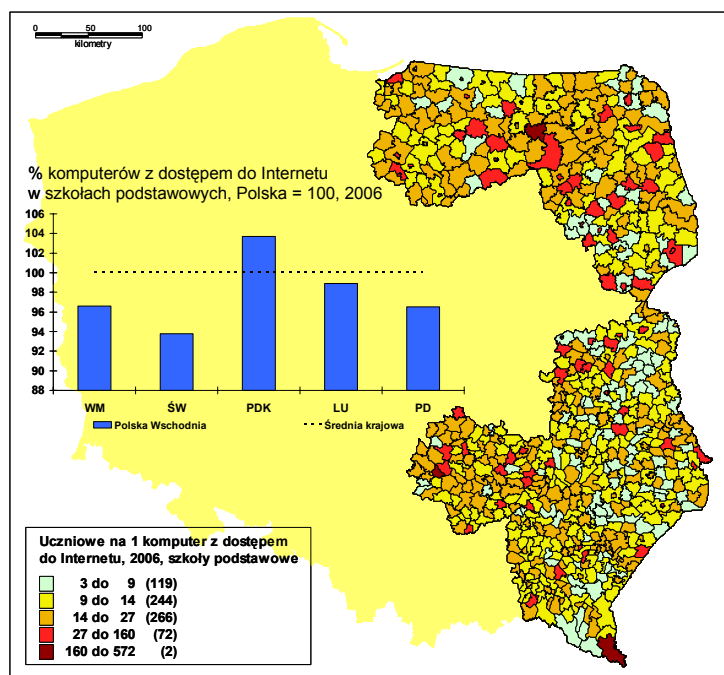 0 50 100
kilometry
% komputerów z dostępem do Internetu
w szkołach podstawowych, Polska = 100, 2006
106
104
102
100
98
96
94
92
90
88
WM ŚW PDK LU PD
Polska Wschodnia Średnia krajowa
Uczniowe na 1 komputer z dostępem
do Internetu, 2006, szkoły podstawowe
3 do 9 (119)
9 do 14 (244)
14 do 27 (266)
27 do 160 (72)
160 do 572 (2)